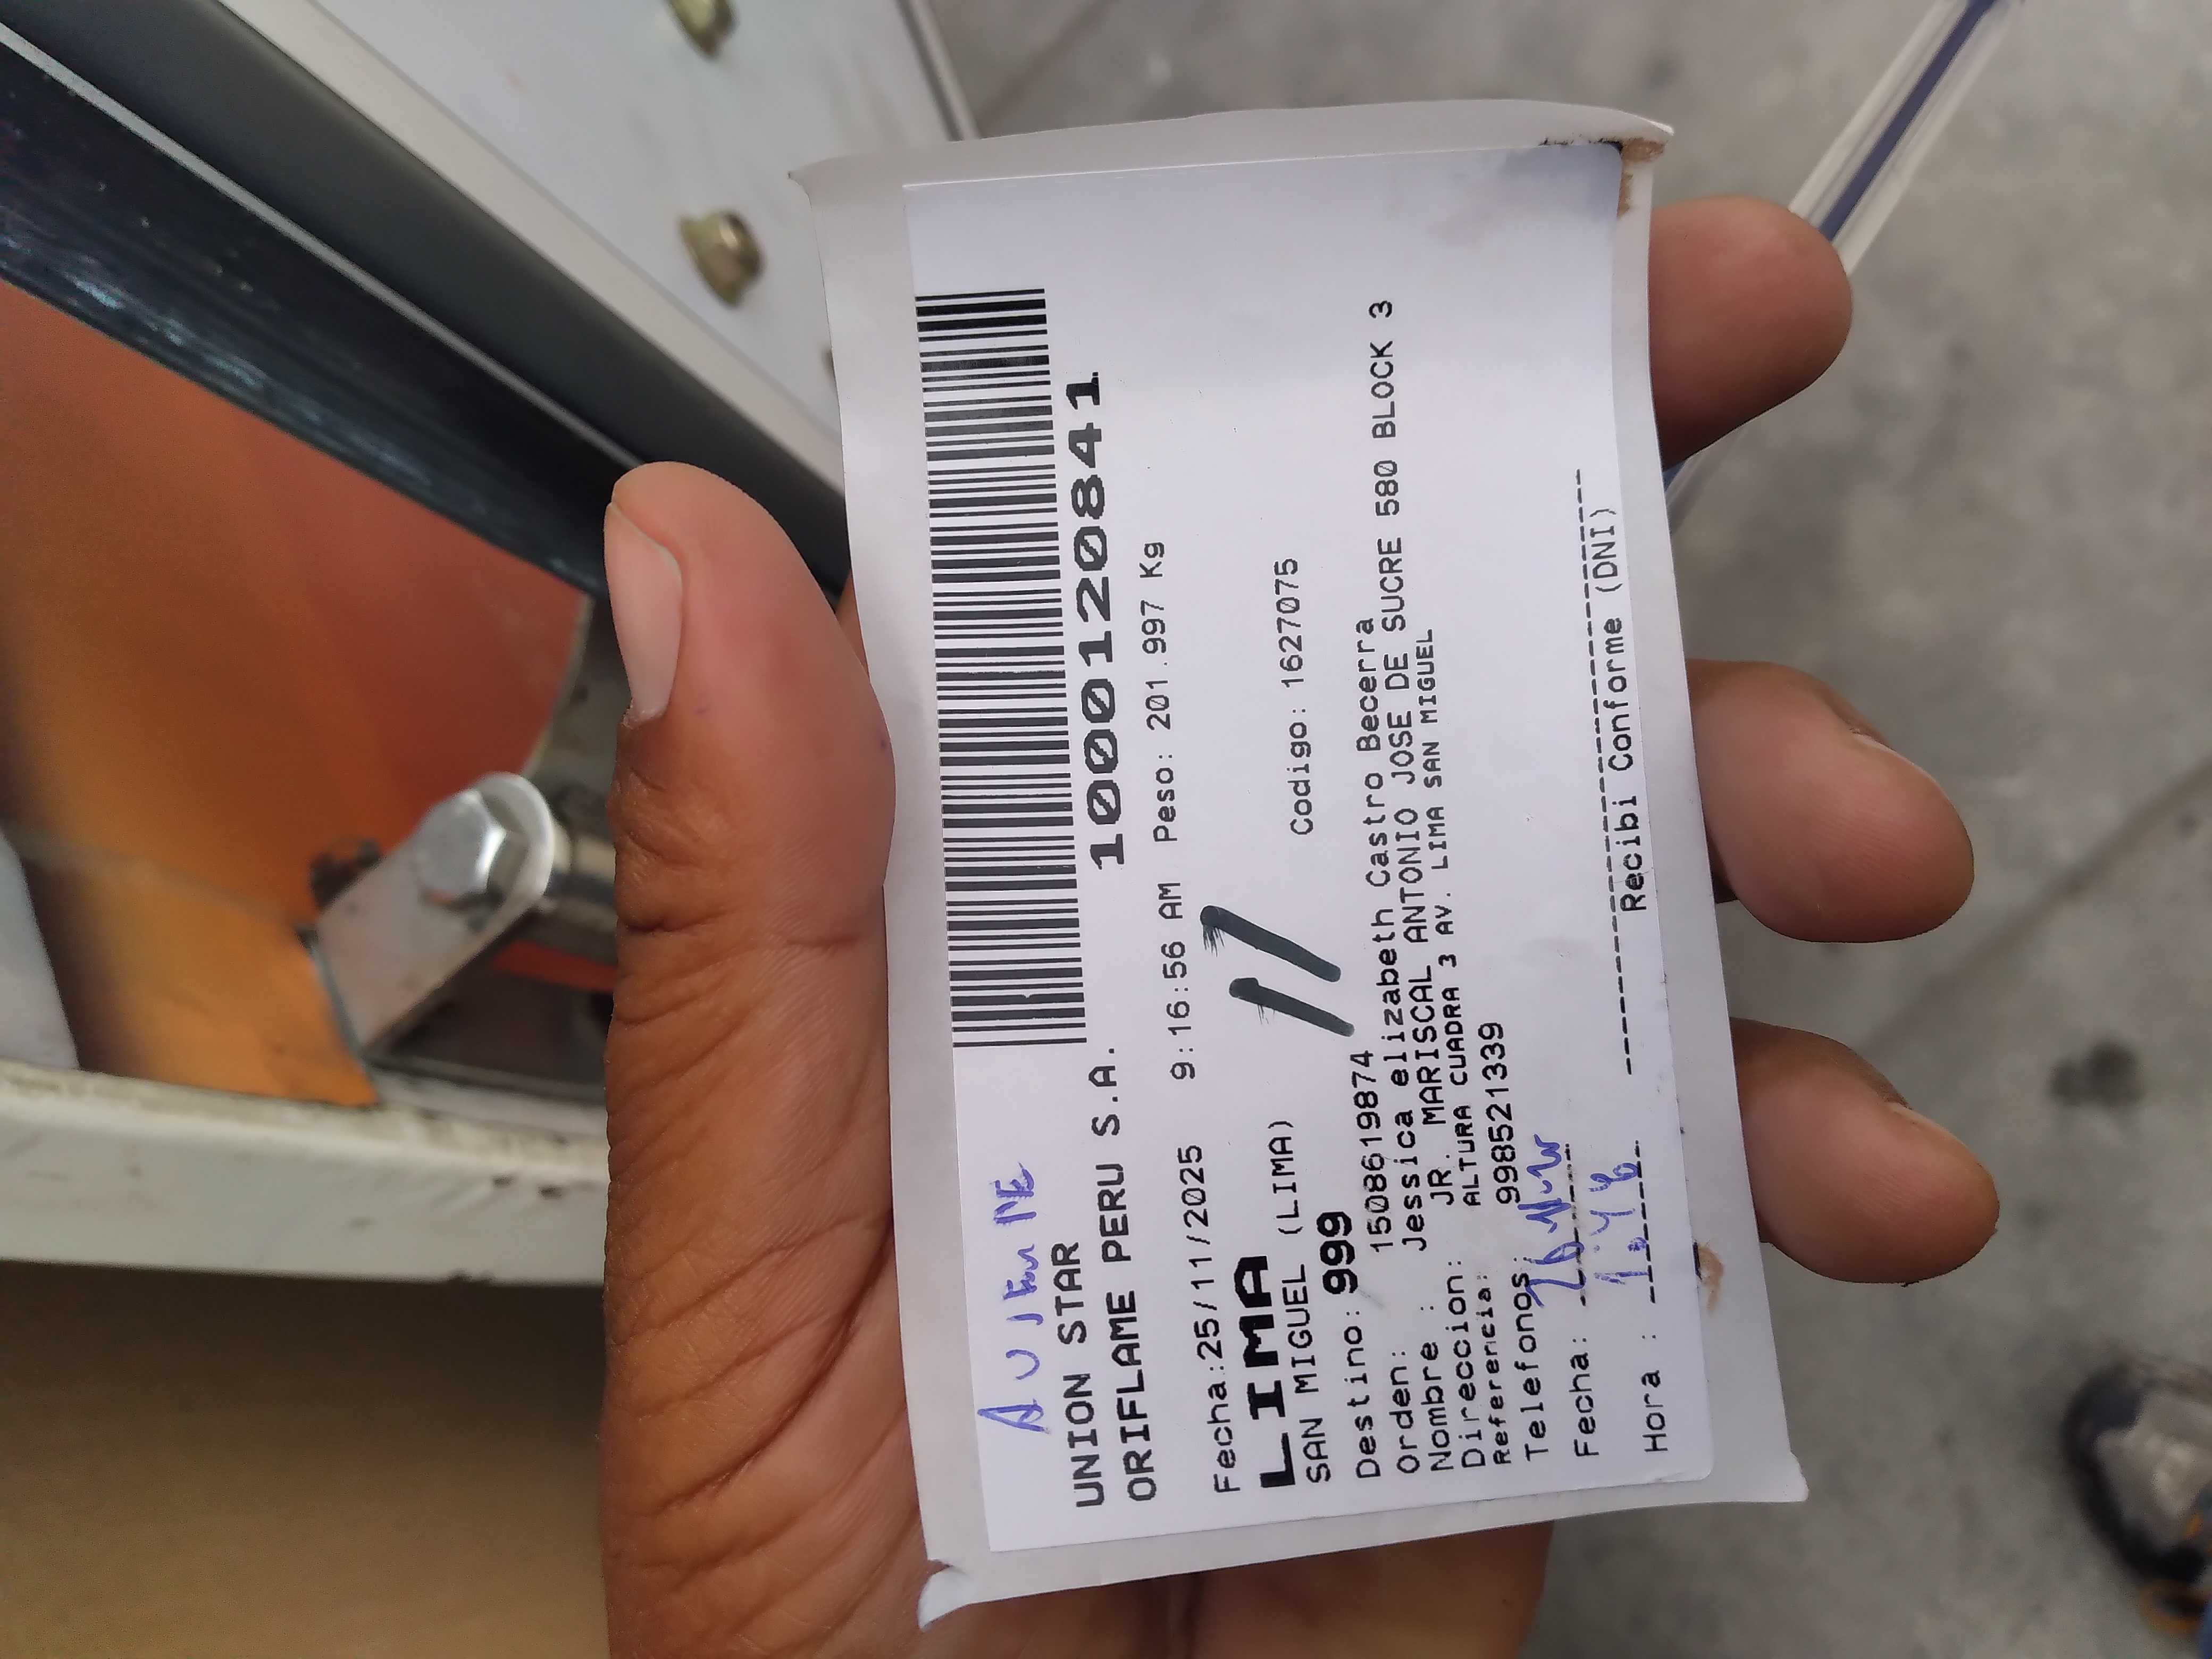 UNION STAR
ORIFLAME PERU S.A.
1000120841
Fecha:25/11/2025 9:16:56 AM Peso: 201.997 Kg
LIMA
SAN MIGUEL (LIMA)
Codigo: 1627075
Destino: 999 11
Orden: 1508619874
Nombre : Jessica elizabeth Castro Becerra
Direccion: JR. MARISCAL ANTONIO JOSE DE SUCRE 580 BLOCK 3
Referencia: ALTURA CUADRA 3 AV. LIMA SAN MIGUEL
Telefonos: 998521339
Fecha:
Hora :
Recibi Conforme (DNI)